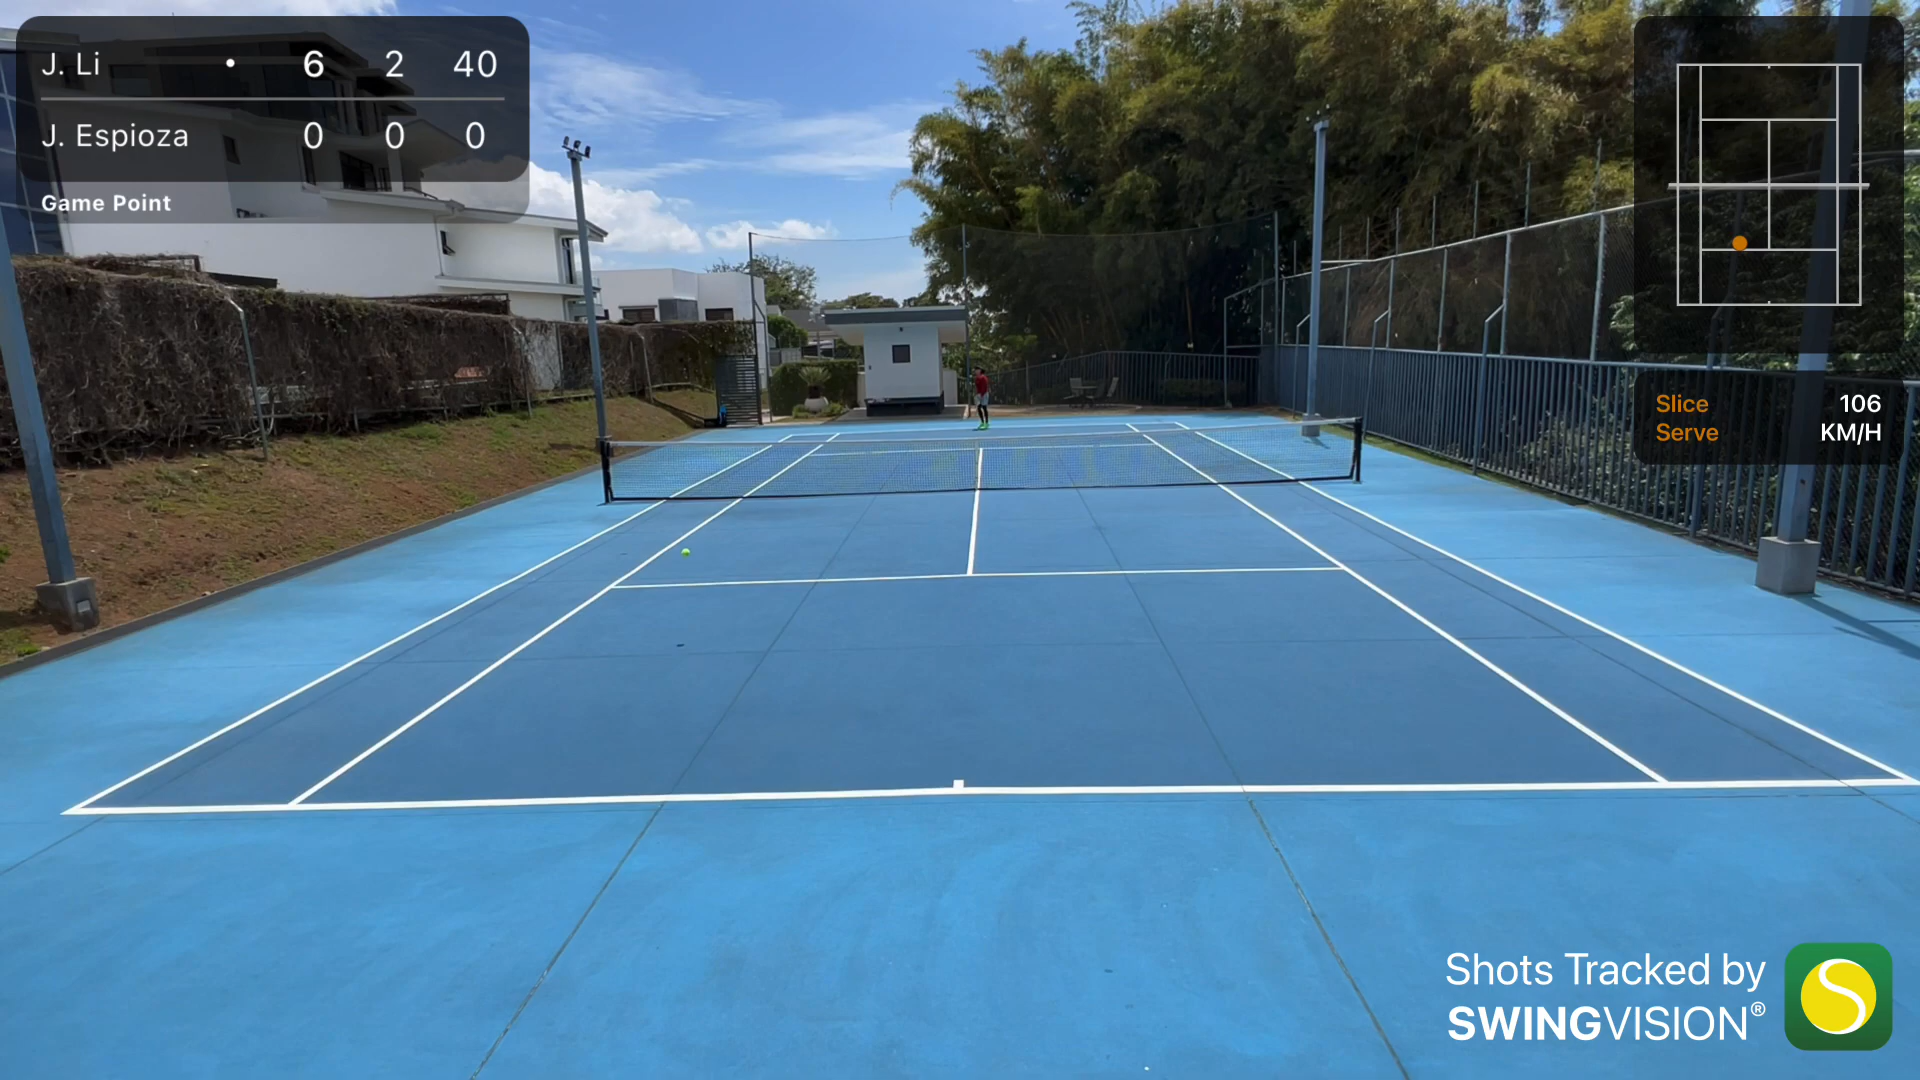 J. Li • 6 2 40
J. Espioza 0 0 0
Game Point
Slice 106
Serve KM/H
Shots Tracked by
SWINGVISION®